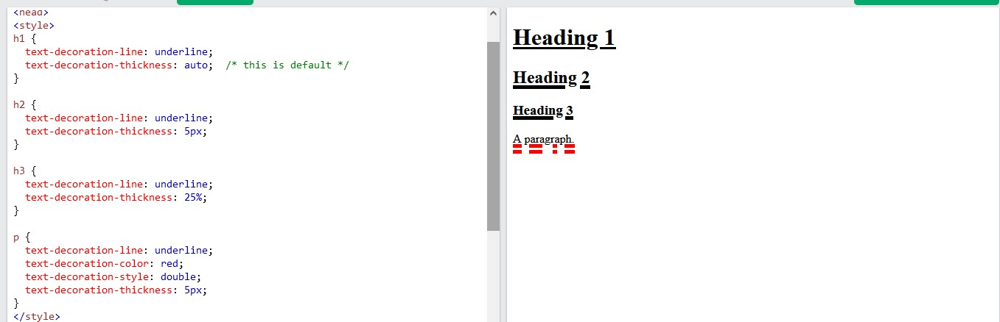 <head>
<style>
h1 {
  text-decoration-line: underline;
  text-decoration-thickness: auto;  /* this is default */
}

h2 {
  text-decoration-line: underline;
  text-decoration-thickness: 5px;
}

h3 {
  text-decoration-line: underline;
  text-decoration-thickness: 25%;
}

p {
  text-decoration-line: underline;
  text-decoration-color: red;
  text-decoration-style: double;
  text-decoration-thickness: 5px;
}
</style>
Heading 1
Heading 2
Heading 3
A paragraph.